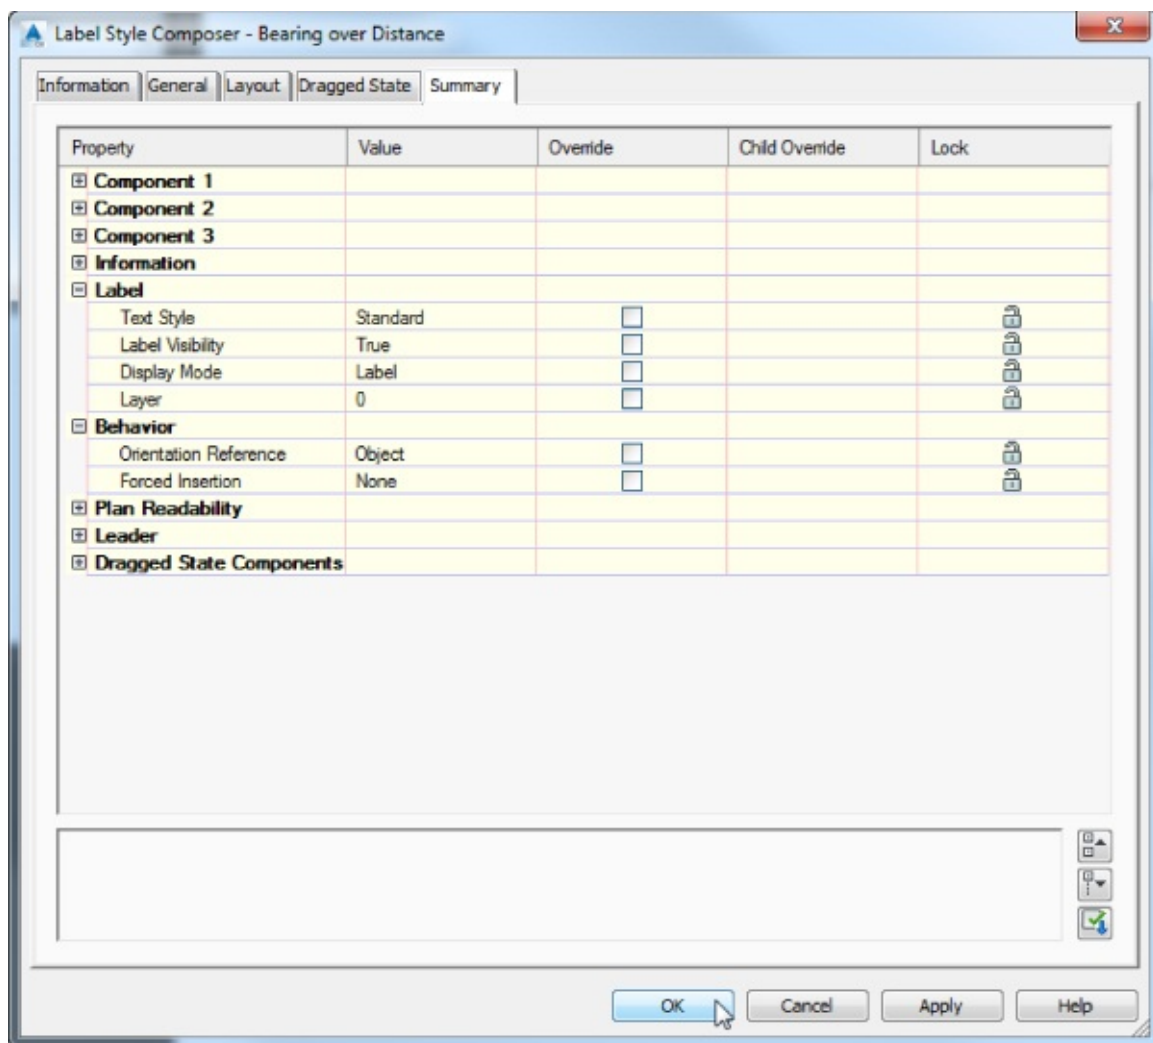 Label Style Composer - Bearing over Distance
Information General Layout Dragged State Summary
Property Value Override Child Override Lock
Component 1
Component 2
Component 3
Information
Label
Text Style Standard
Label Visibility True
Display Mode Label
Layer 0
Behavior
Orientation Reference Object
Forced Insertion None
Plan Readability
Leader
Dragged State Components
OK Cancel Apply Help